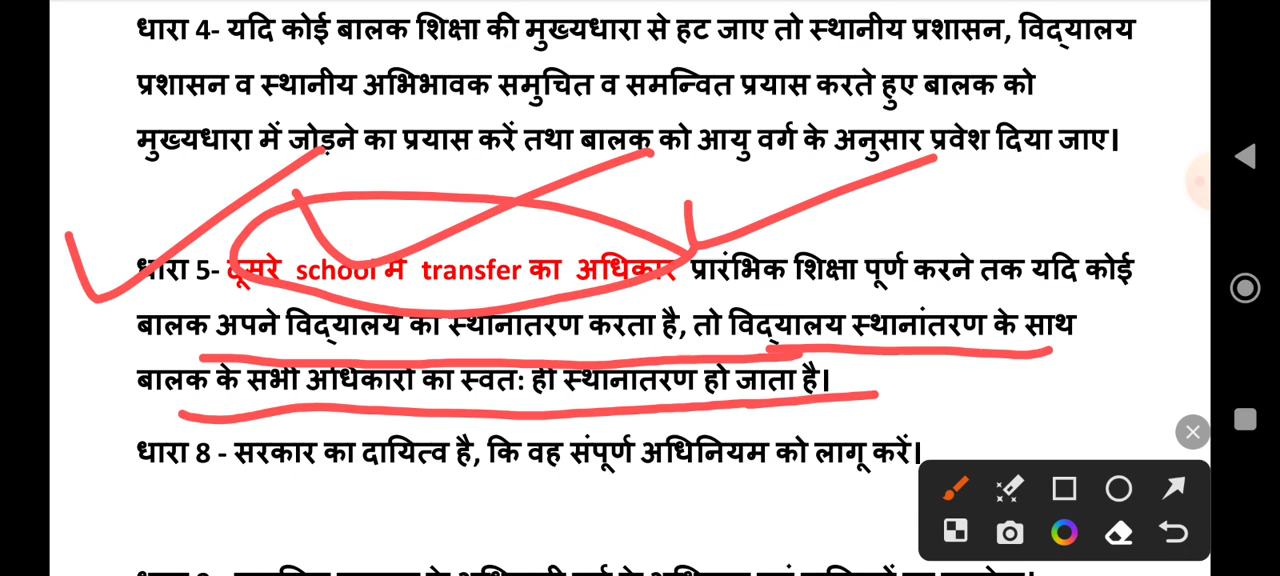 धारा 4- यदि कोई बालक शिक्षा की मुख्यधारा से हट जाए तो स्थानीय प्रशासन, विद्यालय
प्रशासन व स्थानीय अभिभावक समुचित व समन्वित प्रयास करते हुए बालक को
मुख्यधारा में जोड़ने का प्रयास करें तथा बालक को आयु वर्ग के अनुसार प्रवेश दिया जाए।
धारा 5- दूसरे school में transfer का अधिकार प्रारंभिक शिक्षा पूर्ण करने तक यदि कोई
बालक अपने विद्यालय का स्थानांतरण करता है, तो विद्यालय स्थानांतरण के साथ
बालक के सभी अधिकारों का स्वत: ही स्थानांतरण हो जाता है।
धारा 8 - सरकार का दायित्व है, कि वह संपूर्ण अधिनियम को लागू करें।